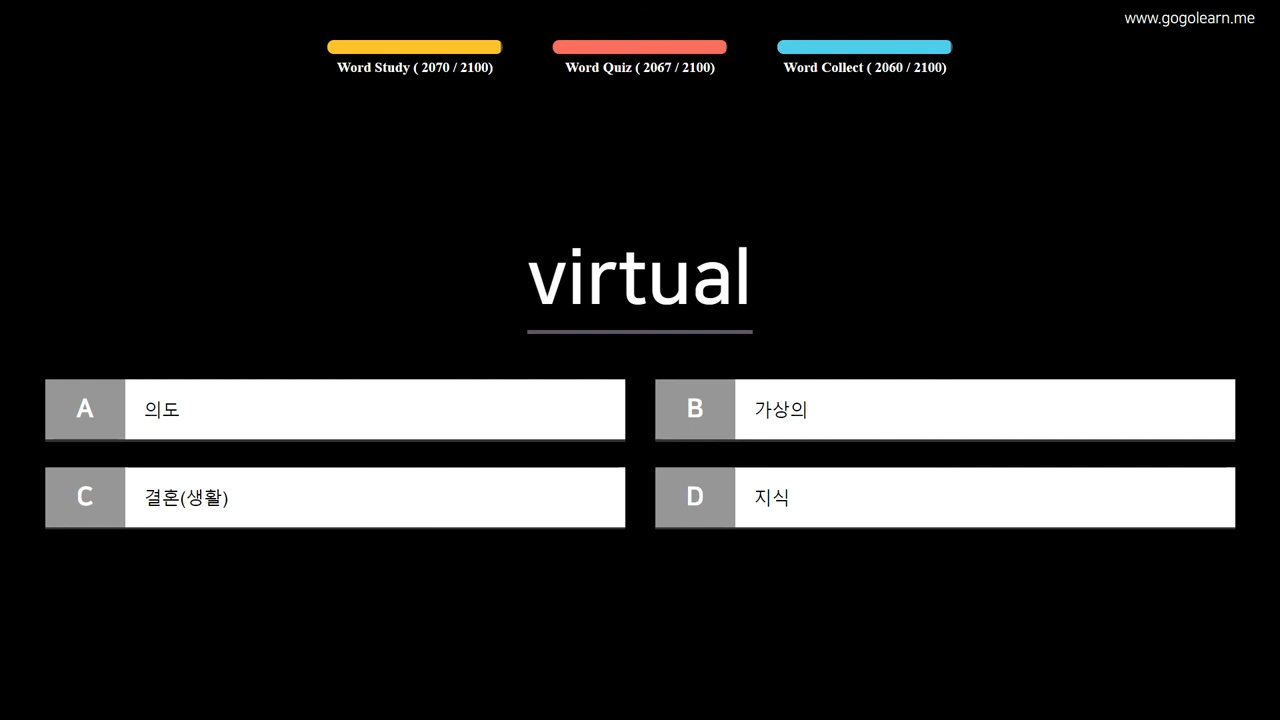 www.gogolearn.me
Word Study ( 2070 / 2100)
Word Quiz ( 2067 / 2100)
Word Collect ( 2060 / 2100)
virtual
A 의도
B 가상의
C 결혼(생활)
D 지식